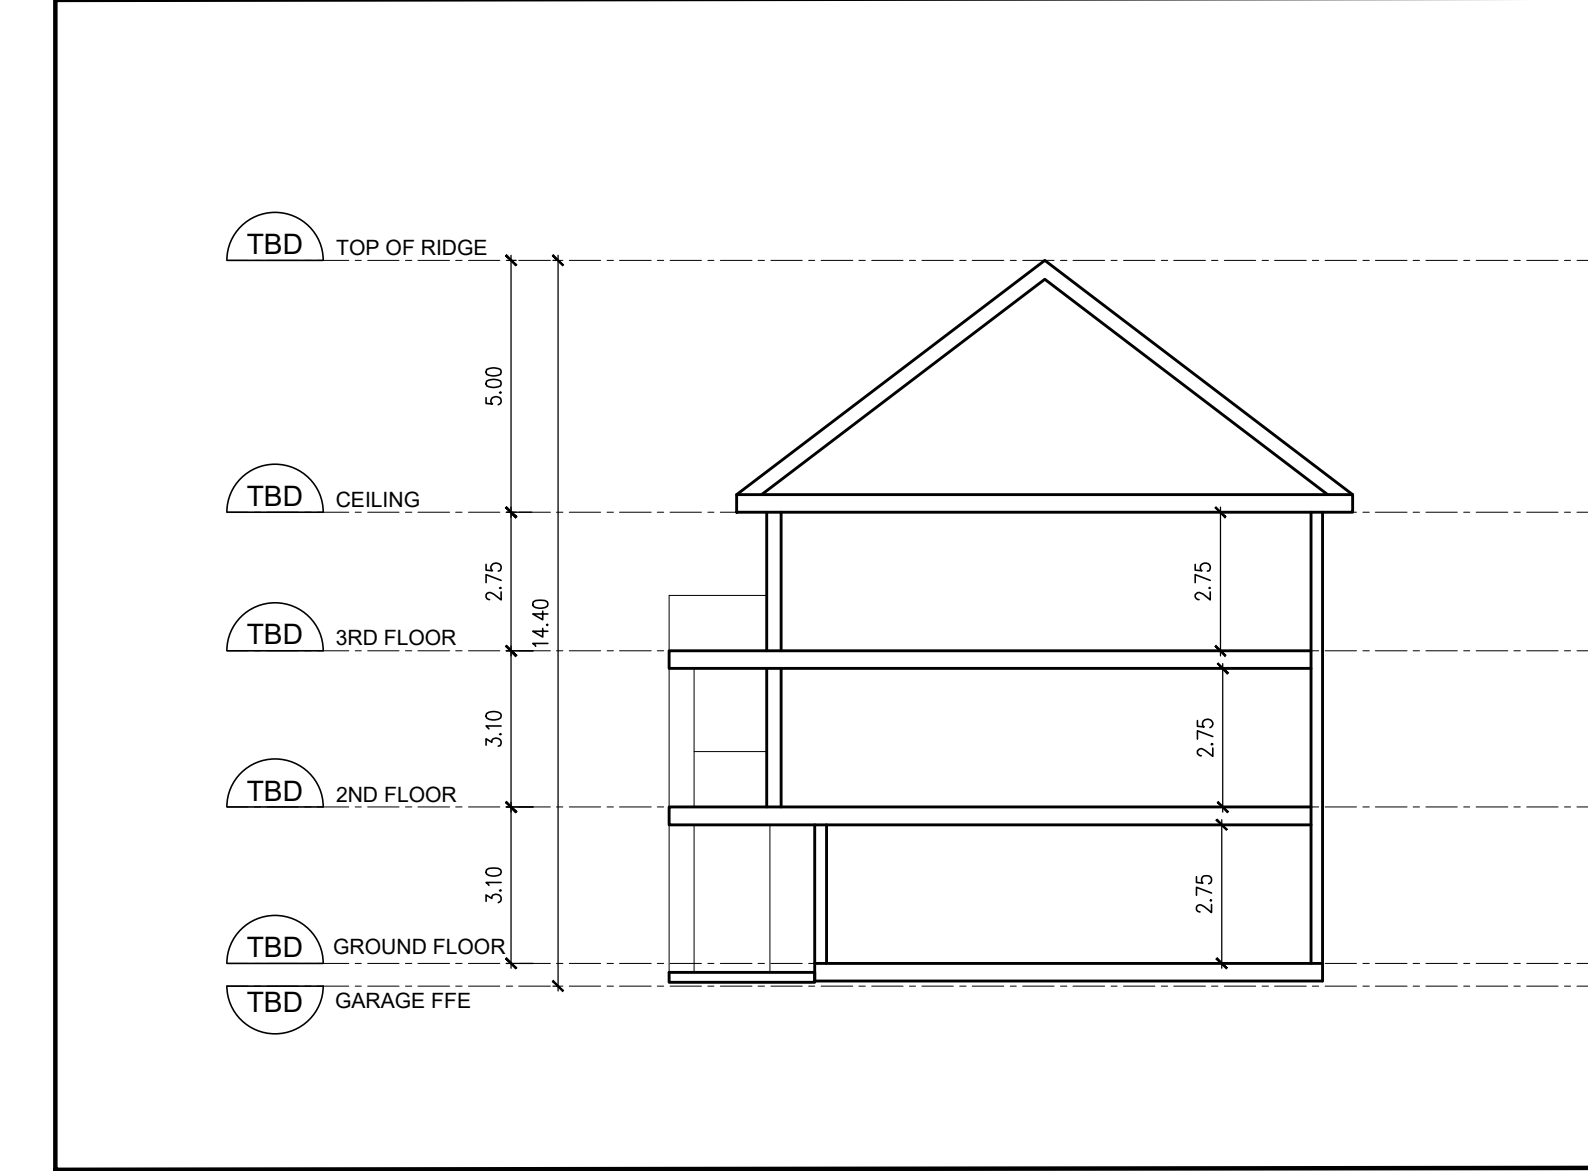 TBD TOP OF RIDGE
5.00
TBD CEILING
2.75
2.75
14.40
TBD 3RD FLOOR
3.10
2.75
TBD 2ND FLOOR
3.10
2.75
TBD GROUND FLOOR
TBD GARAGE FFE